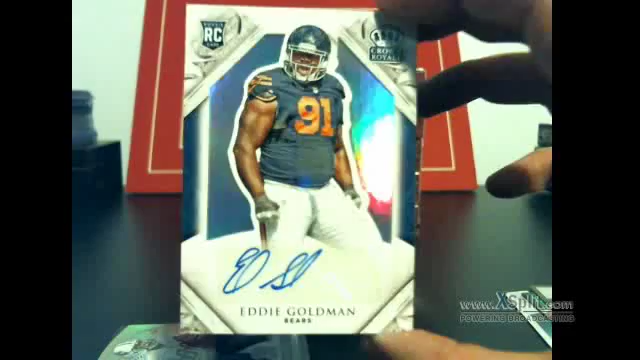 RC
CROWN
ROYALE
91
EDDIE GOLDMAN
BEARS
www.XSplit.com
POWERING BROADCASTING